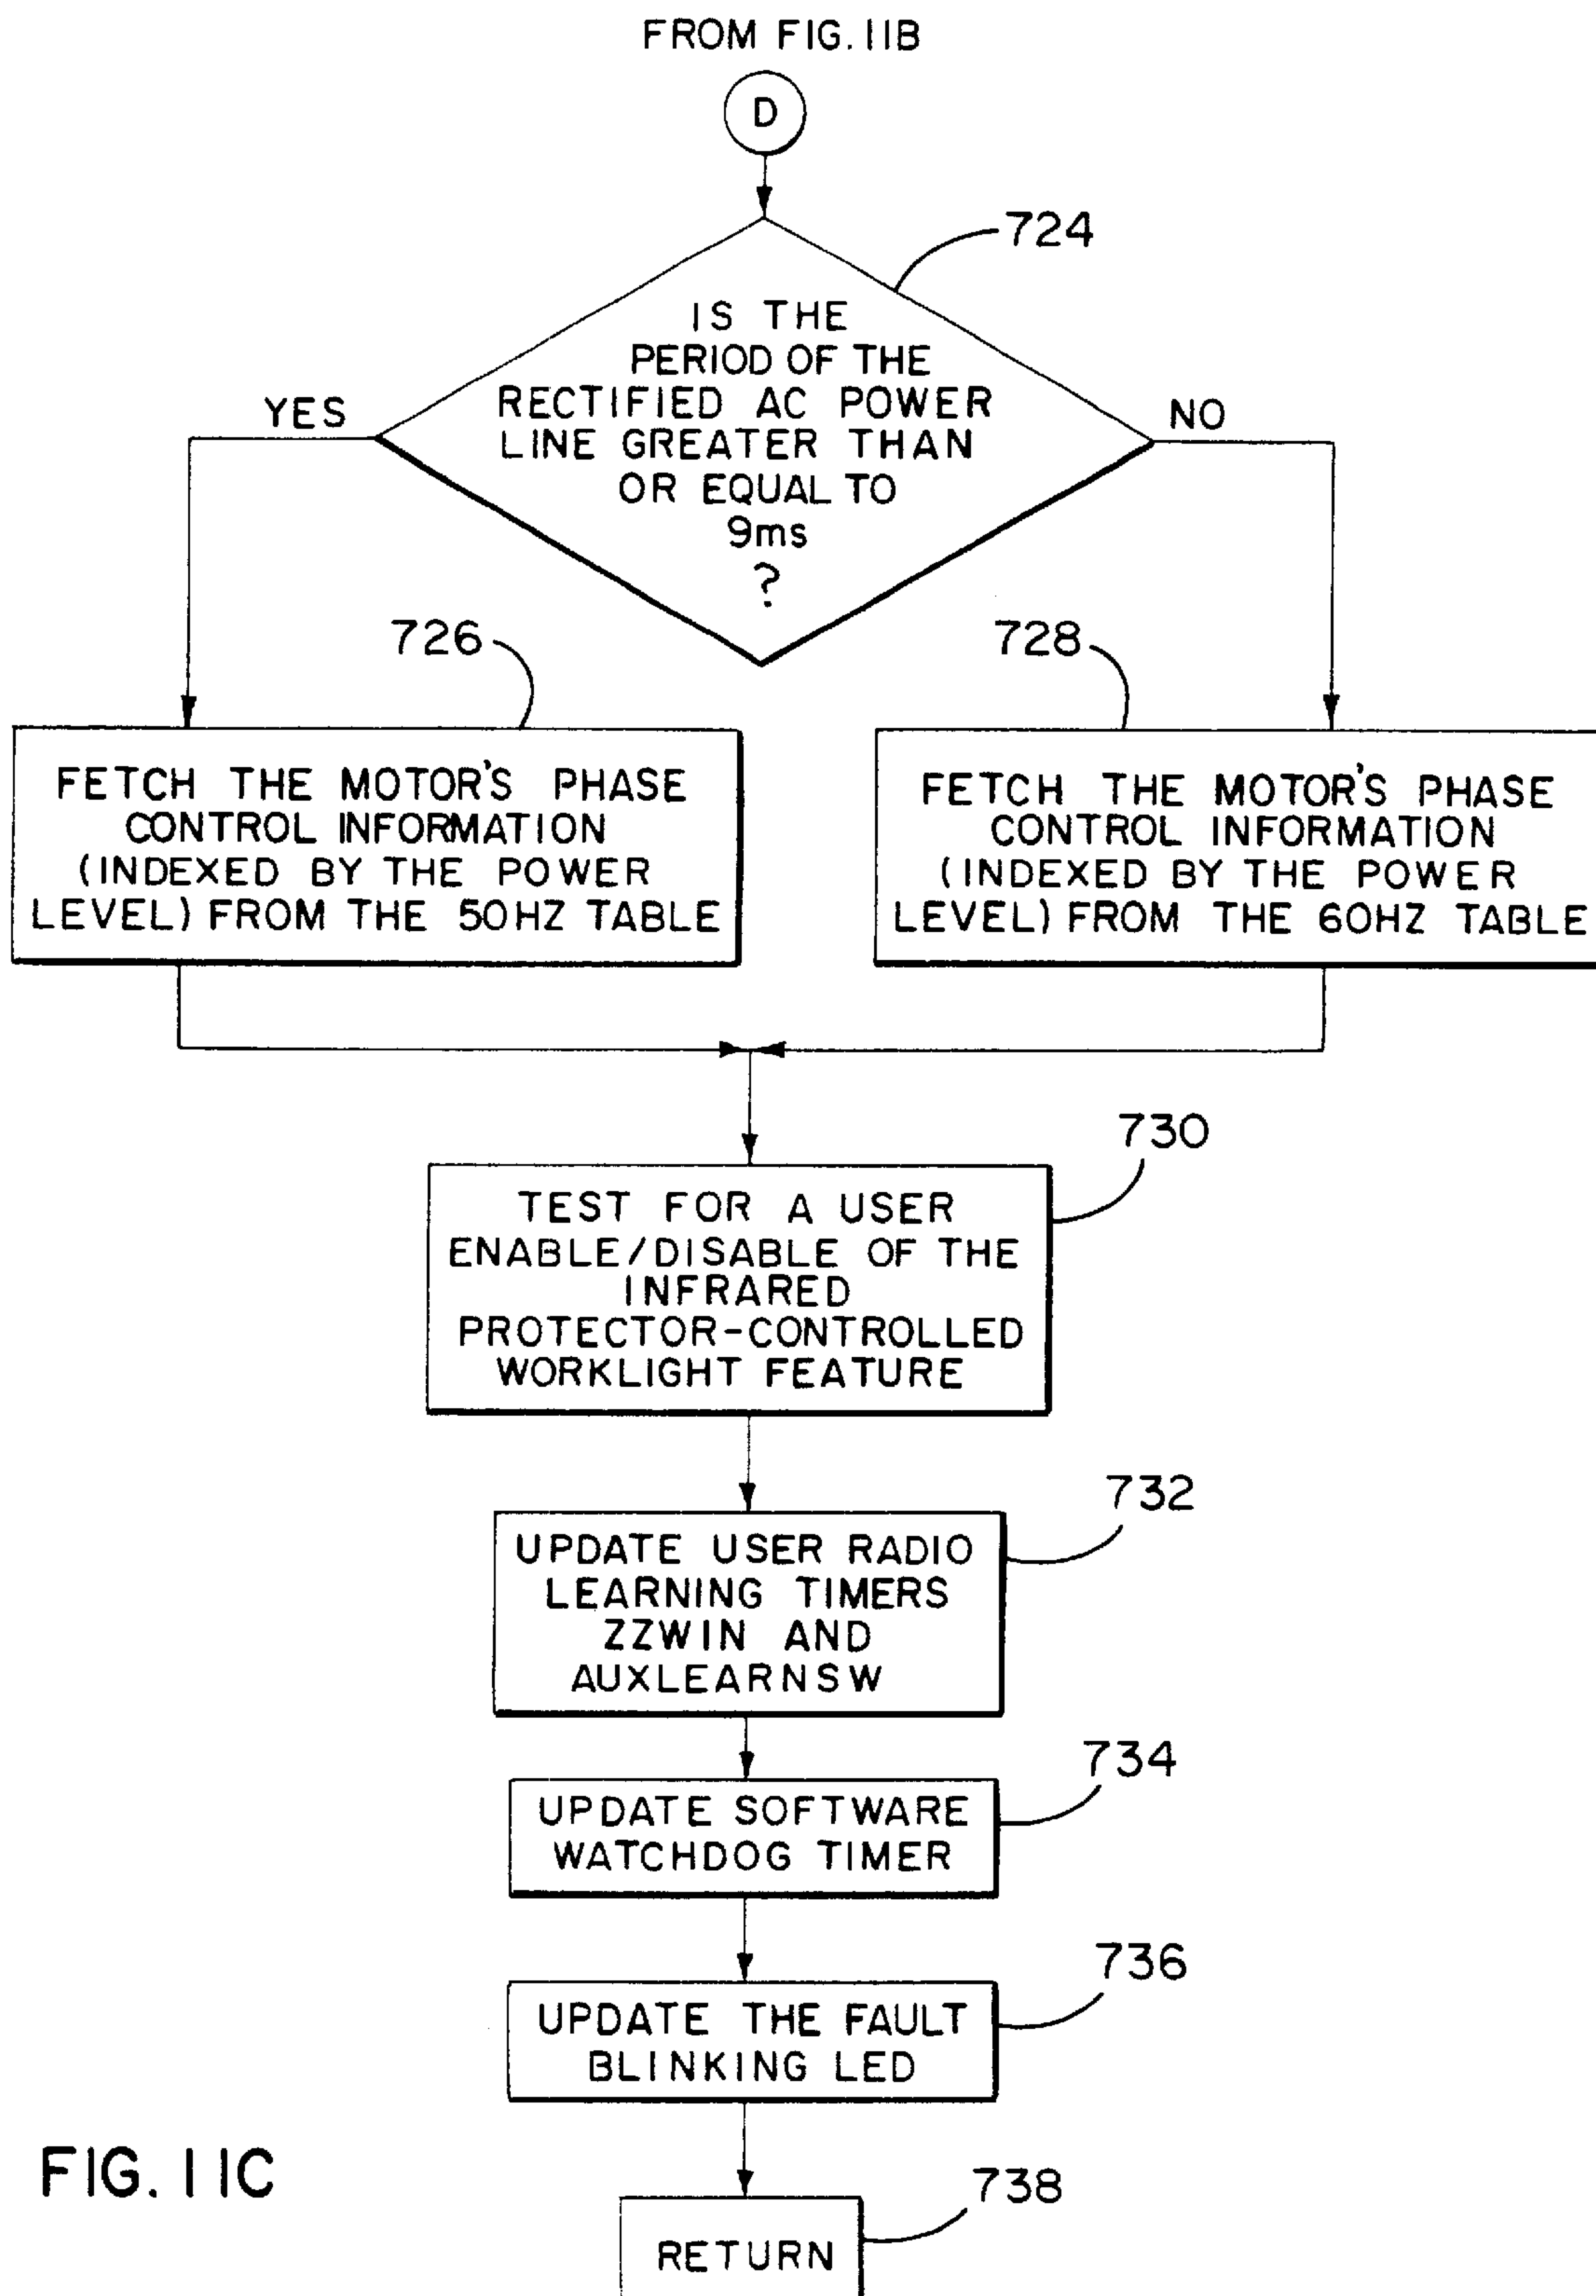 FROM FIG. 11B
D
724
IS THE
PERIOD OF THE
RECTIFIED AC POWER
LINE GREATER THAN
OR EQUAL TO
9ms
?
YES
NO
726
728
FETCH THE MOTOR'S PHASE
CONTROL INFORMATION
(INDEXED BY THE POWER
LEVEL) FROM THE 50HZ TABLE
FETCH THE MOTOR'S PHASE
CONTROL INFORMATION
(INDEXED BY THE POWER
LEVEL) FROM THE 60HZ TABLE
730
TEST FOR A USER
ENABLE/DISABLE OF THE
INFRARED
PROTECTOR-CONTROLLED
WORKLIGHT FEATURE
732
UPDATE USER RADIO
LEARNING TIMERS
ZZWIN AND
AUXLEARNSW
734
UPDATE SOFTWARE
WATCHDOG TIMER
736
UPDATE THE FAULT
BLINKING LED
FIG. 11C
738
RETURN